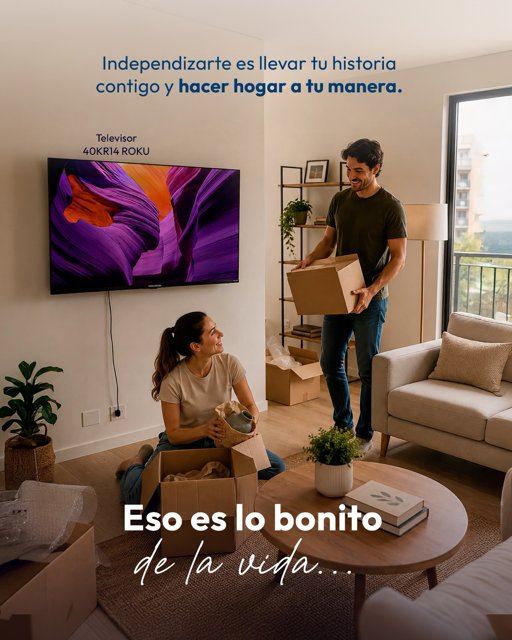 Independizarte es llevar tu historia
contigo y hacer hogar a tu manera.
Televisor
40KR14 ROKU
Eso es lo bonito
de la vida...